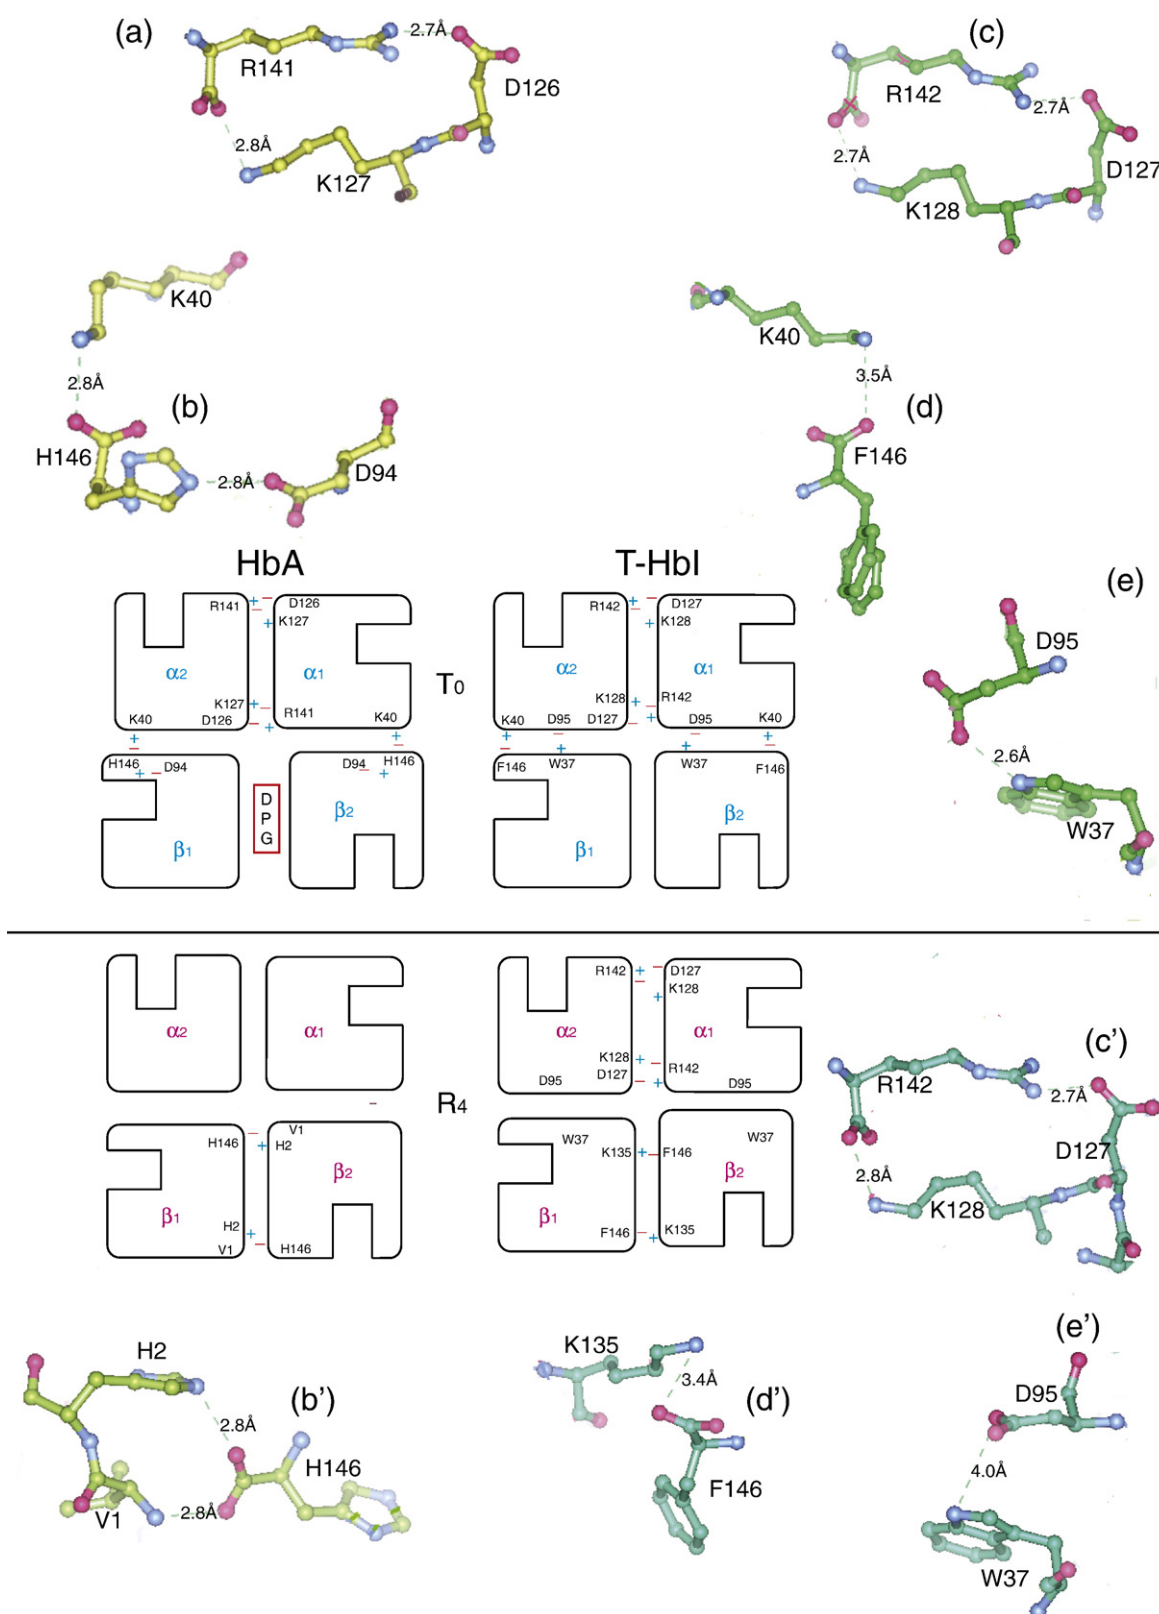 (a)
2.7Å
R141
D126
2.8Å
K127
(c)
R142
2.7Å
D127
2.7Å
K128
K40
2.8Å
(b)
H146
2.8Å
D94
K40
3.5Å
(d)
F146
(e)
D95
2.6Å
W37
HbA
T-HbI
R141 + − D126
− + K127
α2
α1
K127 + − R141
K40 D126 − + K40
+ − + −
H146 + − D94
D94 − + H146
DPG
β1
β2
T0
R142 + − D127
− + K128
α2
α1
K128 + − R142
K40 D95 D127 − + D95 K40
+ − − + − + + −
F146 W37 W37 F146
β1
β2
α2
α1
−
R4
V1
H146 − + H2
β2
β1
H2 + −
V1 H146
R142 + − D127
− + K128
α2
α1
K128 + − R142
D127 − +
D95 D95
W37 W37
K135 + − F146
β2
β1
F146 − + K135
(c')
R142
2.7Å
D127
2.8Å
K128
H2
(b')
2.8Å
H146
V1
2.8Å
K135
3.4Å
(d')
F146
(e')
D95
4.0Å
W37